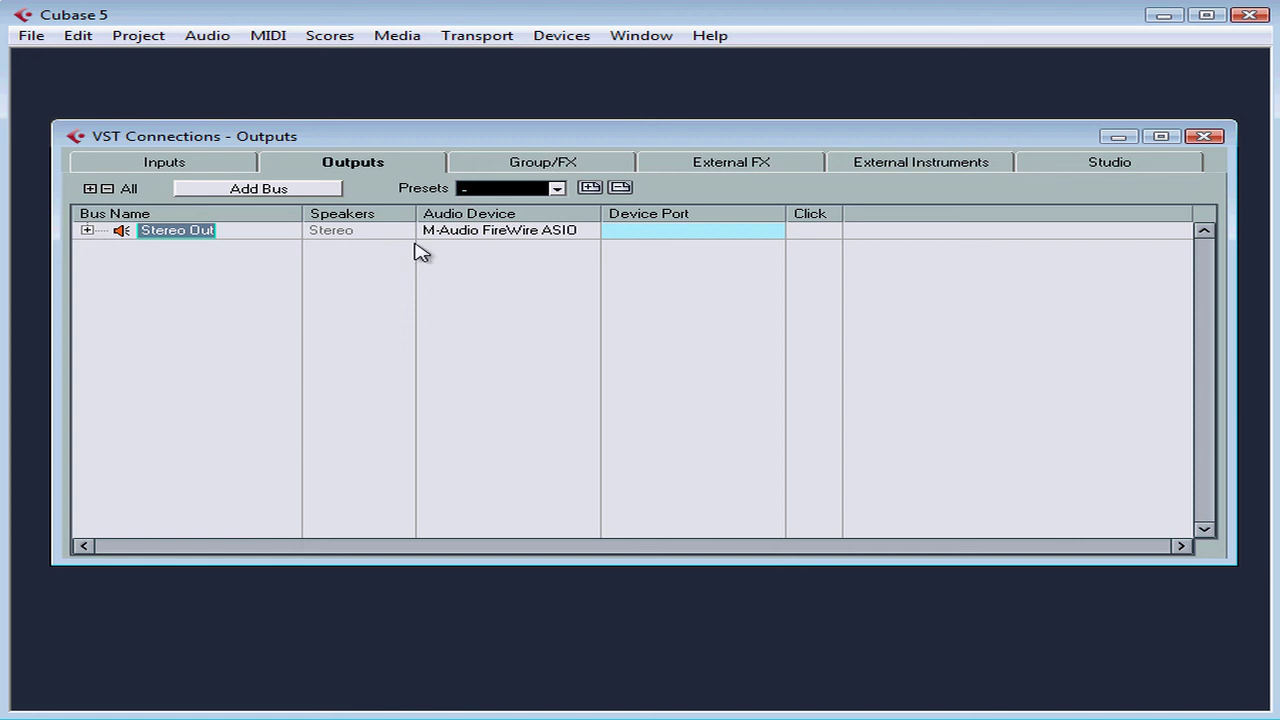 Cubase 5
File Edit Project Audio MIDI Scores Media Transport Devices Window Help
VST Connections - Outputs
Inputs Outputs Group/FX External FX External Instruments Studio
All Add Bus Presets -
Bus Name Speakers Audio Device Device Port Click
Stereo Out Stereo M-Audio FireWire ASIO